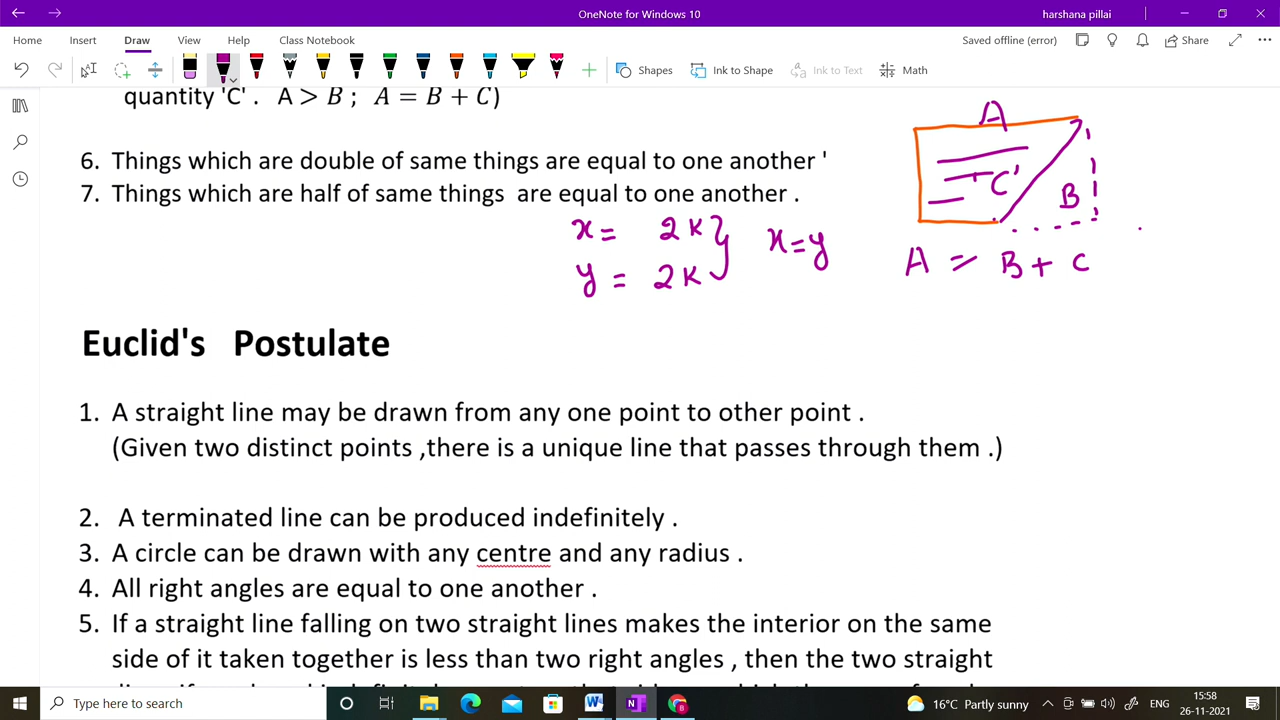 OneNote for Windows 10
harshana pillai
Home Insert Draw View Help Class Notebook
Saved offline (error) Share
Shapes Ink to Shape Ink to Text Math
quantity 'C' . A > B ; A = B + C)
6. Things which are double of same things are equal to one another '
7. Things which are half of same things are equal to one another .
A
C'
B
x = 2K
y = 2K
x = y
A = B + C
Euclid's Postulate
1. A straight line may be drawn from any one point to other point .
(Given two distinct points ,there is a unique line that passes through them .)
2. A terminated line can be produced indefinitely .
3. A circle can be drawn with any centre and any radius .
4. All right angles are equal to one another .
5. If a straight line falling on two straight lines makes the interior on the same
side of it taken together is less than two right angles , then the two straight
Type here to search
16°C Partly sunny
ENG
15:58
26-11-2021